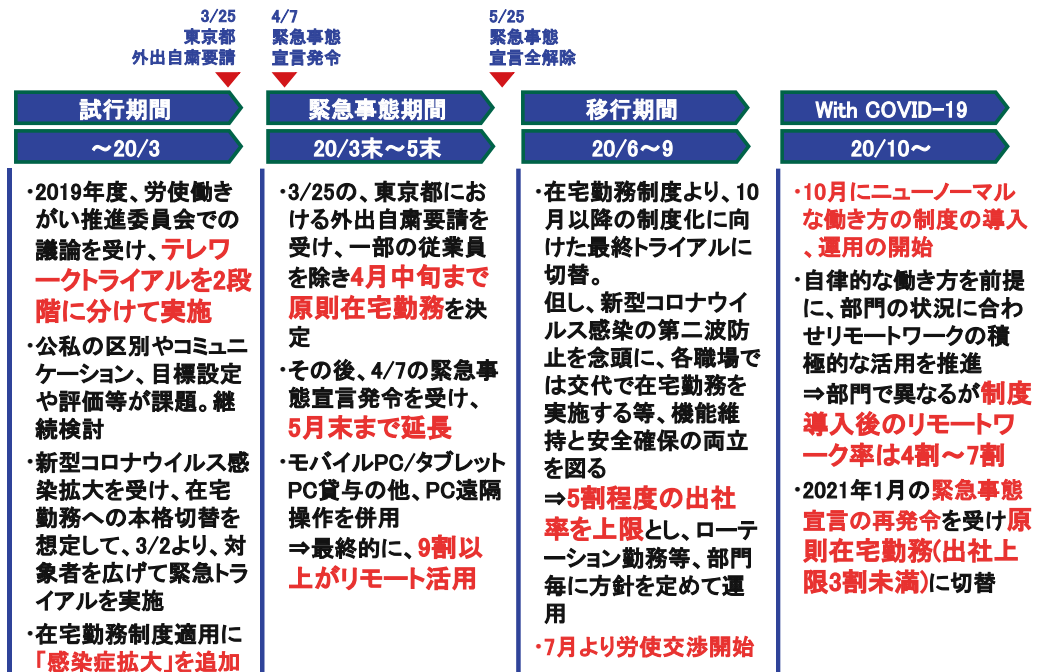 3/25
東京都
外出自粛要請
4/7
緊急事態
宣言発令
5/25
緊急事態
宣言全解除
試行期間
～20/3
・2019年度、労使働き
がい推進委員会での
議論を受け、テレワ
ークトライアルを2段
階に分けて実施
・公私の区別やコミュニ
ケーション、目標設定
や評価等が課題。継
続検討
・新型コロナウイルス感
染拡大を受け、在宅
勤務への本格切替を
想定して、3/2より、対
象者を広げて緊急トラ
イアルを実施
・在宅勤務制度適用に
「感染症拡大」を追加
緊急事態期間
20/3末～5末
・3/25の、東京都にお
ける外出自粛要請を
受け、一部の従業員
を除き4月中旬まで
原則在宅勤務を決
定
・その後、4/7の緊急事
態宣言発令を受け、
5月末まで延長
・モバイルPC/タブレット
PC貸与の他、PC遠隔
操作を併用
⇒最終的に、9割以
上がリモート活用
移行期間
20/6～9
・在宅勤務制度より、10
月以降の制度化に向
けた最終トライアルに
切替。
但し、新型コロナウイ
ルス感染の第二波防
止を念頭に、各職場で
は交代で在宅勤務を
実施する等、機能維
持と安全確保の両立
を図る
⇒5割程度の出社
率を上限とし、ローテ
ーション勤務等、部門
毎に方針を定めて運
用
・7月より労使交渉開始
With COVID-19
20/10～
・10月にニューノーマル
な働き方の制度の導入
、運用の開始
・自律的な働き方を前提
に、部門の状況に合わ
せリモートワークの積
極的な活用を推進
⇒部門で異なるが制度
導入後のリモートワ
ーク率は4割～7割
・2021年1月の緊急事態
宣言の再発令を受け原
則在宅勤務(出社上
限3割未満)に切替